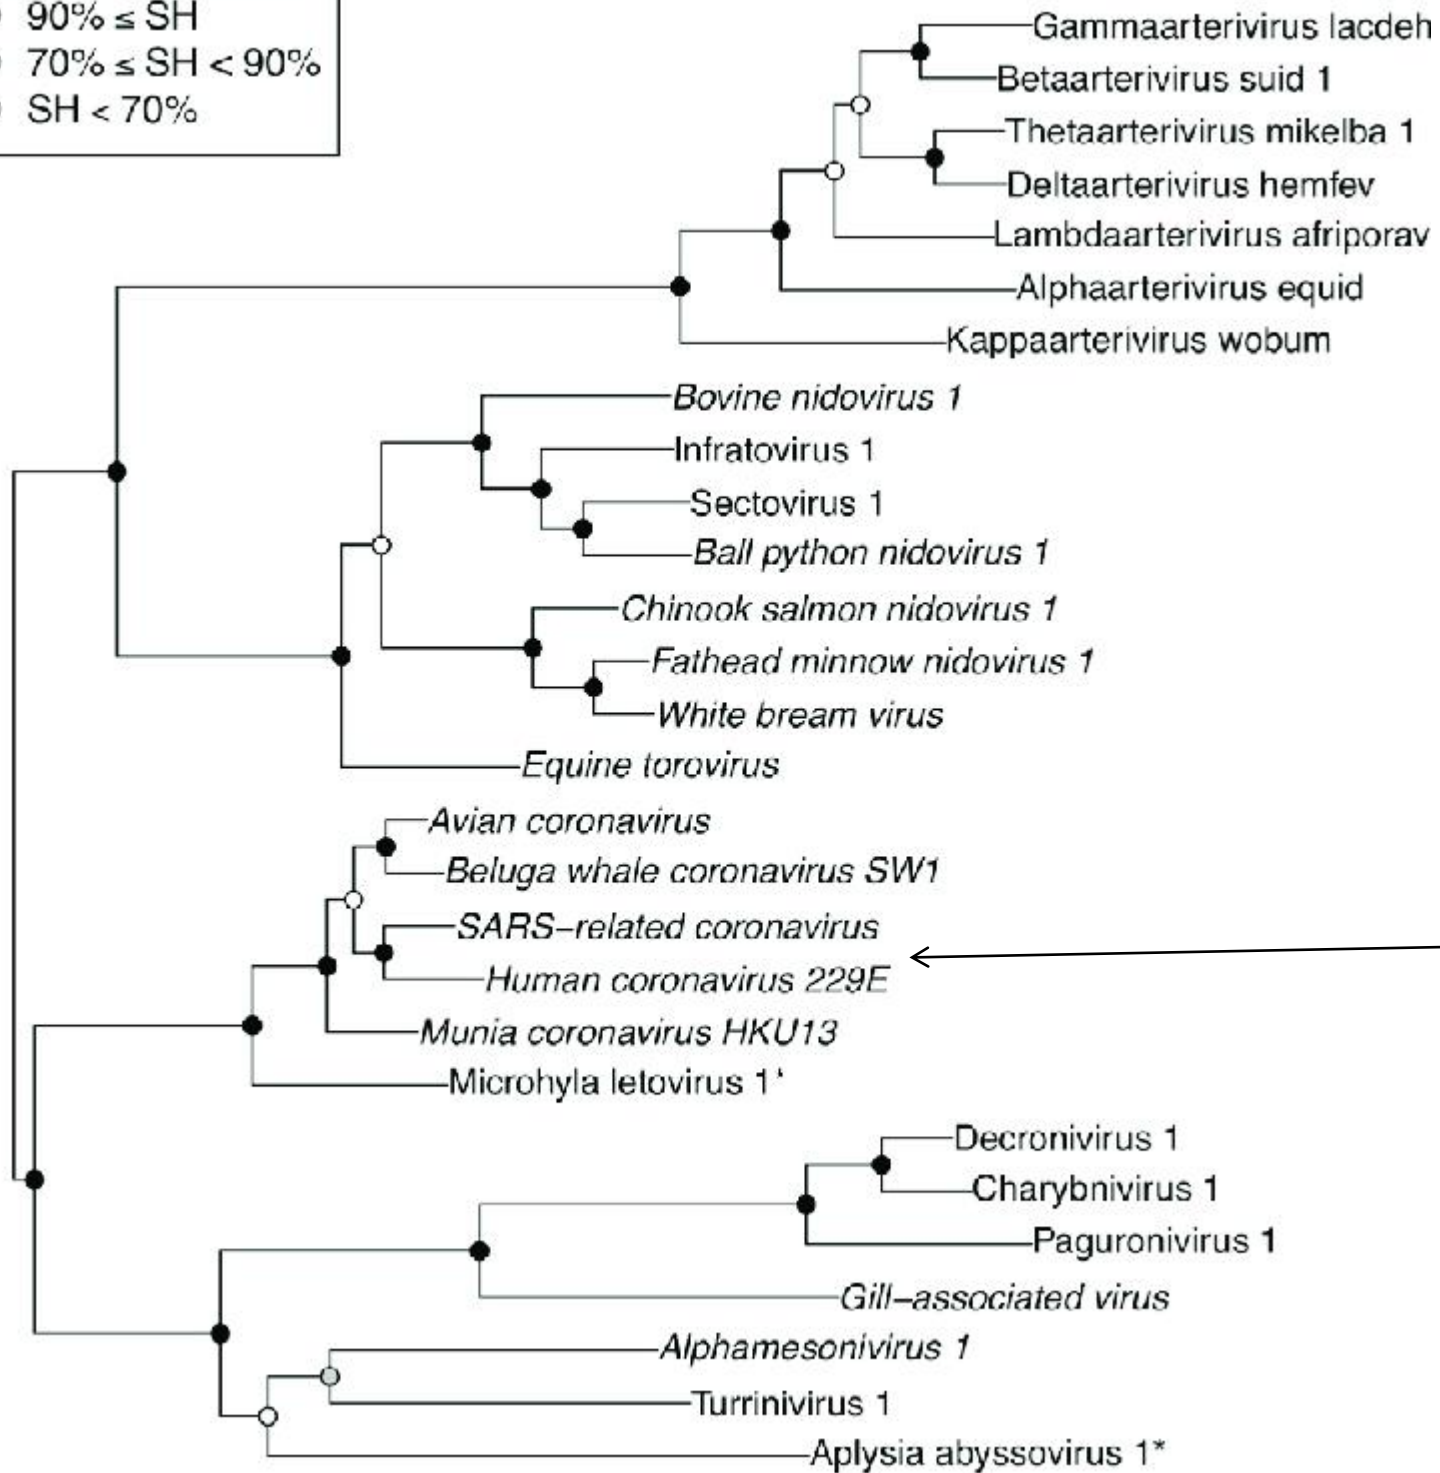 90% ≤ SH
70% ≤ SH < 90%
SH < 70%
Gammaarterivirus lacdeh
Betaarterivirus suid 1
Thetaarterivirus mikelba 1
Deltaarterivirus hemfev
Lambdaarterivirus afriporav
Alphaarterivirus equid
Kappaarterivirus wobum
Bovine nidovirus 1
Infratovirus 1
Sectovirus 1
Ball python nidovirus 1
Chinook salmon nidovirus 1
Fathead minnow nidovirus 1
White bream virus
Equine torovirus
Avian coronavirus
Beluga whale coronavirus SW1
SARS–related coronavirus
Human coronavirus 229E
Munia coronavirus HKU13
Microhyla letovirus 1*
Decronivirus 1
Charybnivirus 1
Paguronivirus 1
Gill–associated virus
Alphamesonivirus 1
Turrinivirus 1
Aplysia abyssovirus 1*